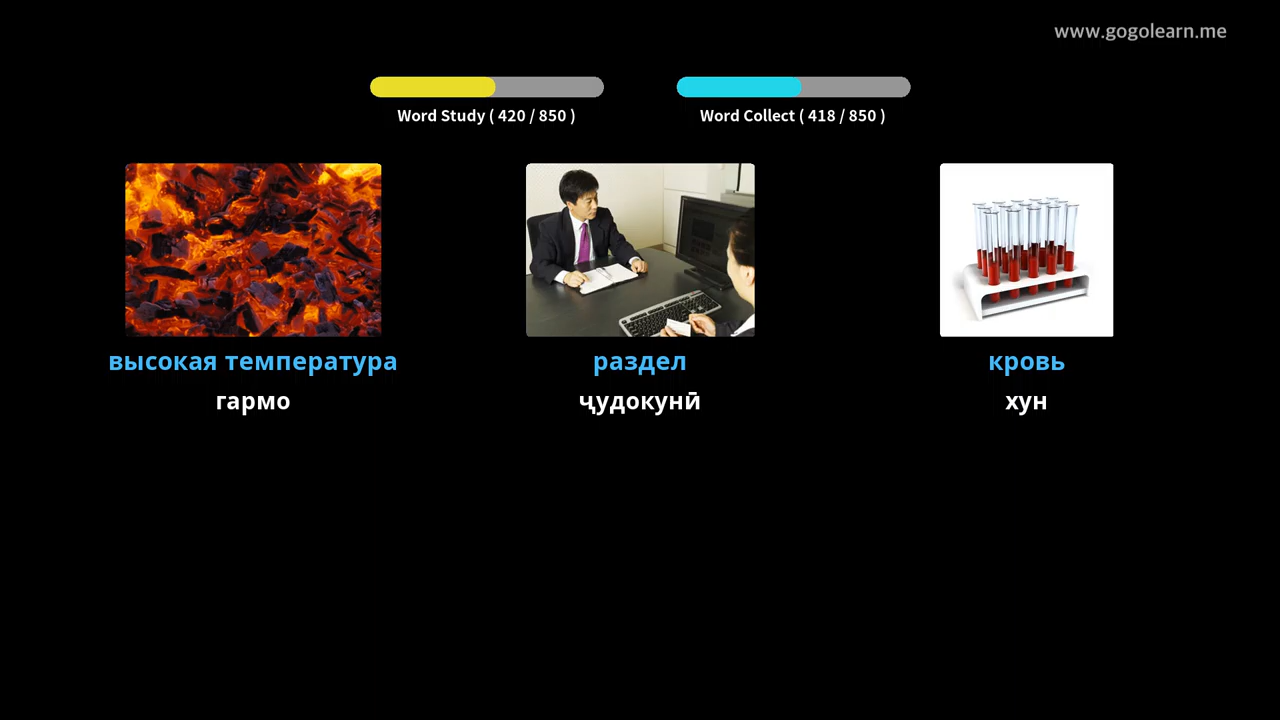 www.gogolearn.me
Word Study ( 420 / 850 )
Word Collect ( 418 / 850 )
высокая температура
гармо
раздел
ҷудокунӣ
кровь
хун